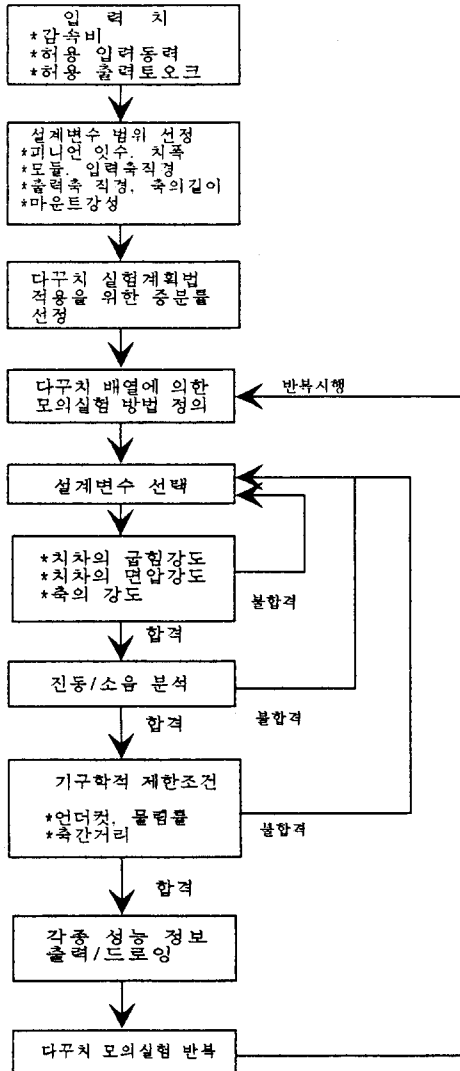 입 력 치
*감속비
*허용 입력동력
*허용 출력토오크
설계변수 범위 선정
*피니언 잇수. 치폭
*모듈. 입력축직경
*출력축 직경, 축의길이
*마운트강성
다꾸치 실험계획법
적용을 위한 증분률
선정
다꾸치 배열에 의한
모의실험 방법 정의
반복시행
설계변수 선택
*치차의 굽힘강도
*치차의 면압강도
*축의 강도
불합격
합격
진동/소음 분석
합격
불합격
기구학적 제한조건
*언더컷, 물림률
*축간거리
불합격
합격
각종 성능 정보
출력/드로잉
다꾸치 모의실험 반복